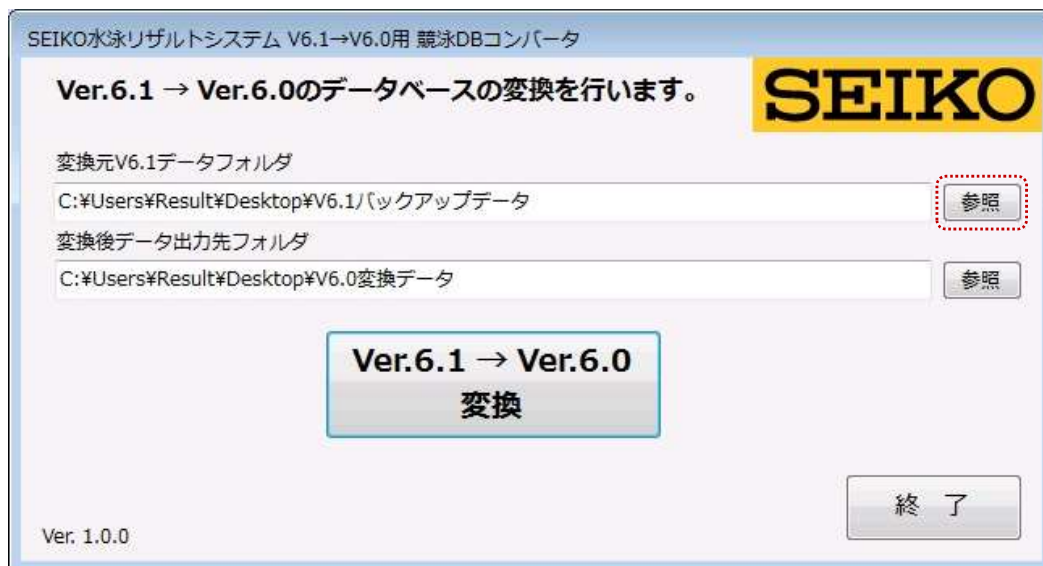 SEIKO水泳リザルトシステム V6.1→V6.0用 競泳DBコンバータ
Ver.6.1 → Ver.6.0のデータベースの変換を行います。
SEIKO
変換元V6.1データフォルダ
C:¥Users¥Result¥Desktop¥V6.1バックアップデータ
参照
変換後データ出力先フォルダ
C:¥Users¥Result¥Desktop¥V6.0変換データ
参照
Ver.6.1 → Ver.6.0
変換
終 了
Ver. 1.0.0